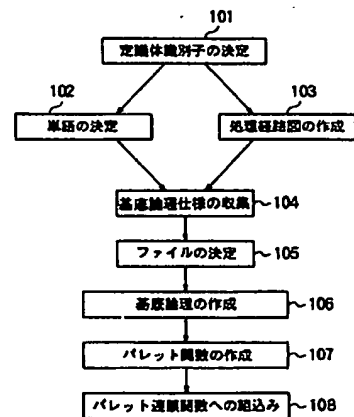 101
定議体識別子の決定
102
単語の決定
103
処理経路図の作成
基底論理仕様の収集
104
ファイルの決定
105
基底論理の作成
106
パレット関数の作成
107
パレット連鎖関数への組込み
108